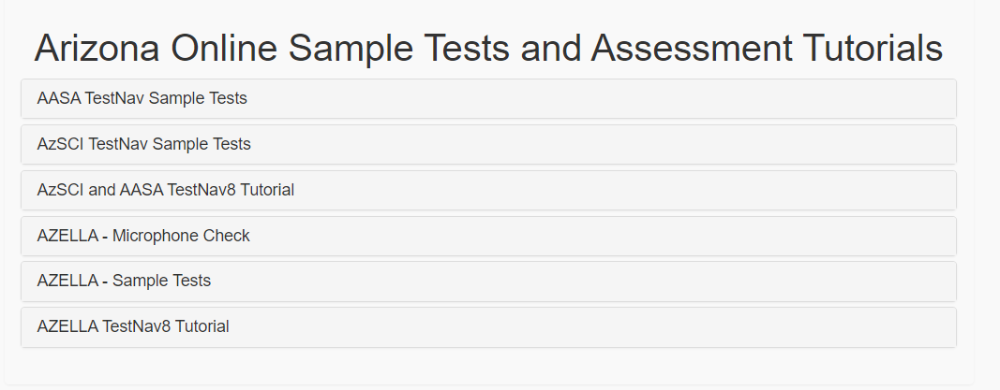 Arizona Online Sample Tests and Assessment Tutorials
AASA TestNav Sample Tests
AzSCI TestNav Sample Tests
AzSCI and AASA TestNav8 Tutorial
AZELLA - Microphone Check
AZELLA - Sample Tests
AZELLA TestNav8 Tutorial